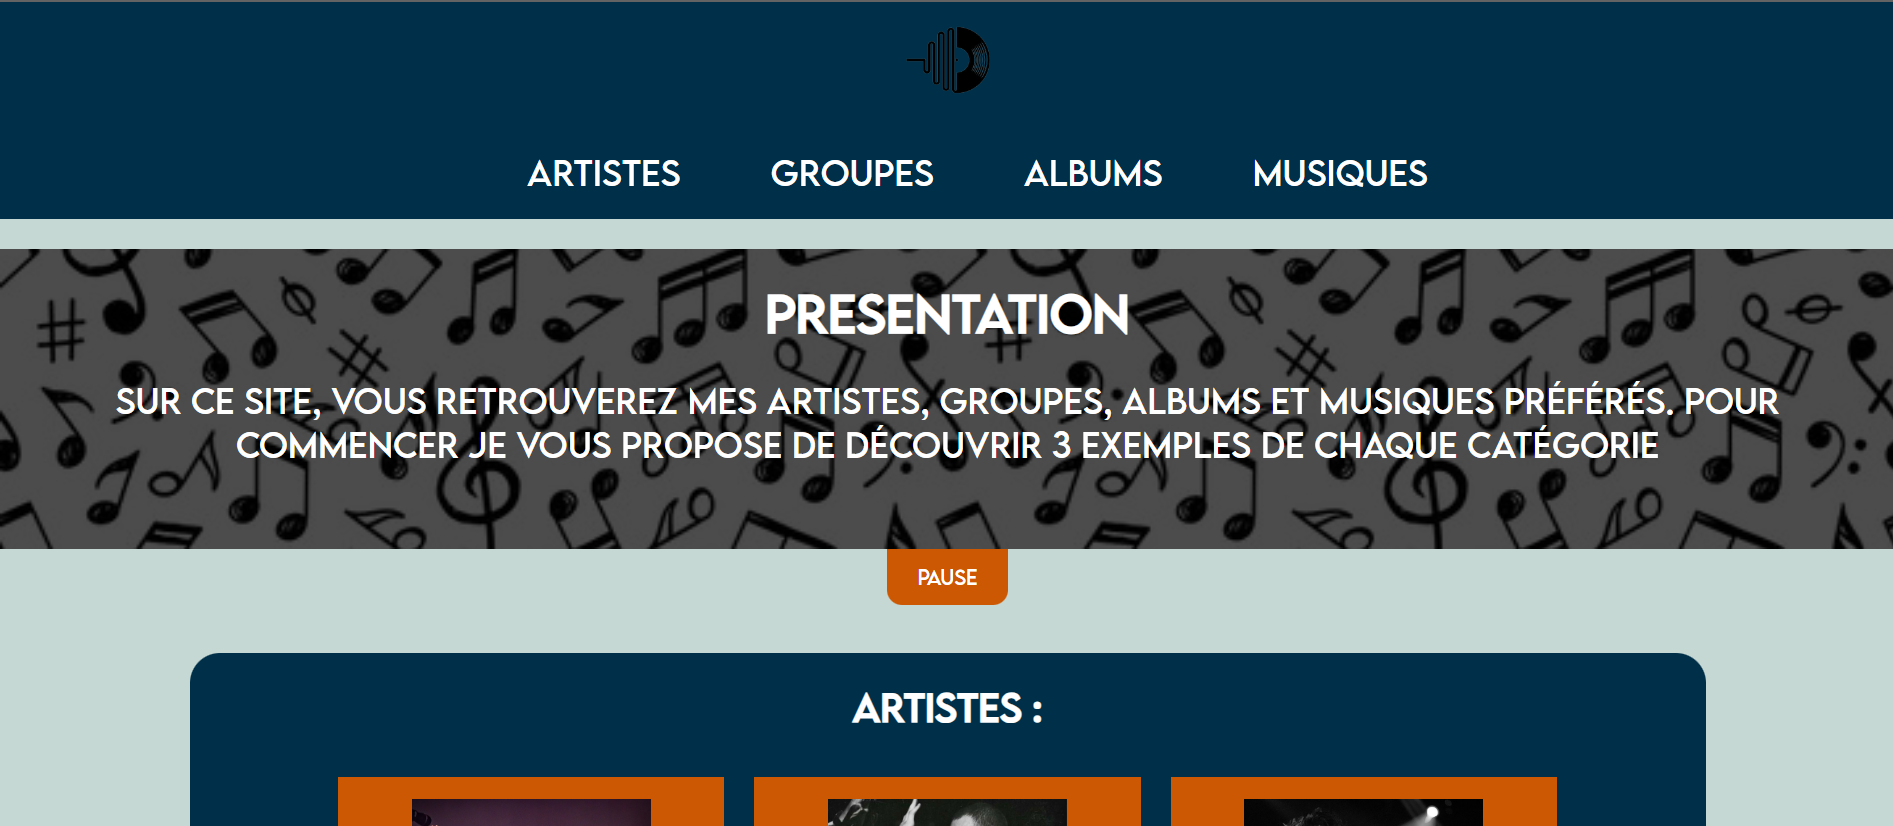 ARTISTES GROUPES ALBUMS MUSIQUES
PRESENTATION
SUR CE SITE, VOUS RETROUVEREZ MES ARTISTES, GROUPES, ALBUMS ET MUSIQUES PRÉFÉRÉS. POUR
COMMENCER JE VOUS PROPOSE DE DÉCOUVRIR 3 EXEMPLES DE CHAQUE CATÉGORIE
PAUSE
ARTISTES :